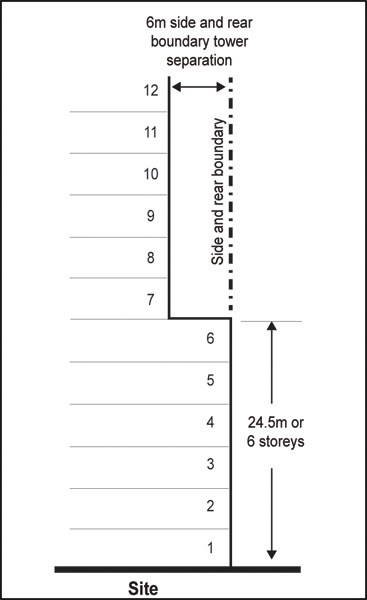 6m side and rear
boundary tower
separation
12
11
10
9
8
7
Side and rear boundary
6
5
4
3
2
1
24.5m or
6 storeys
Site